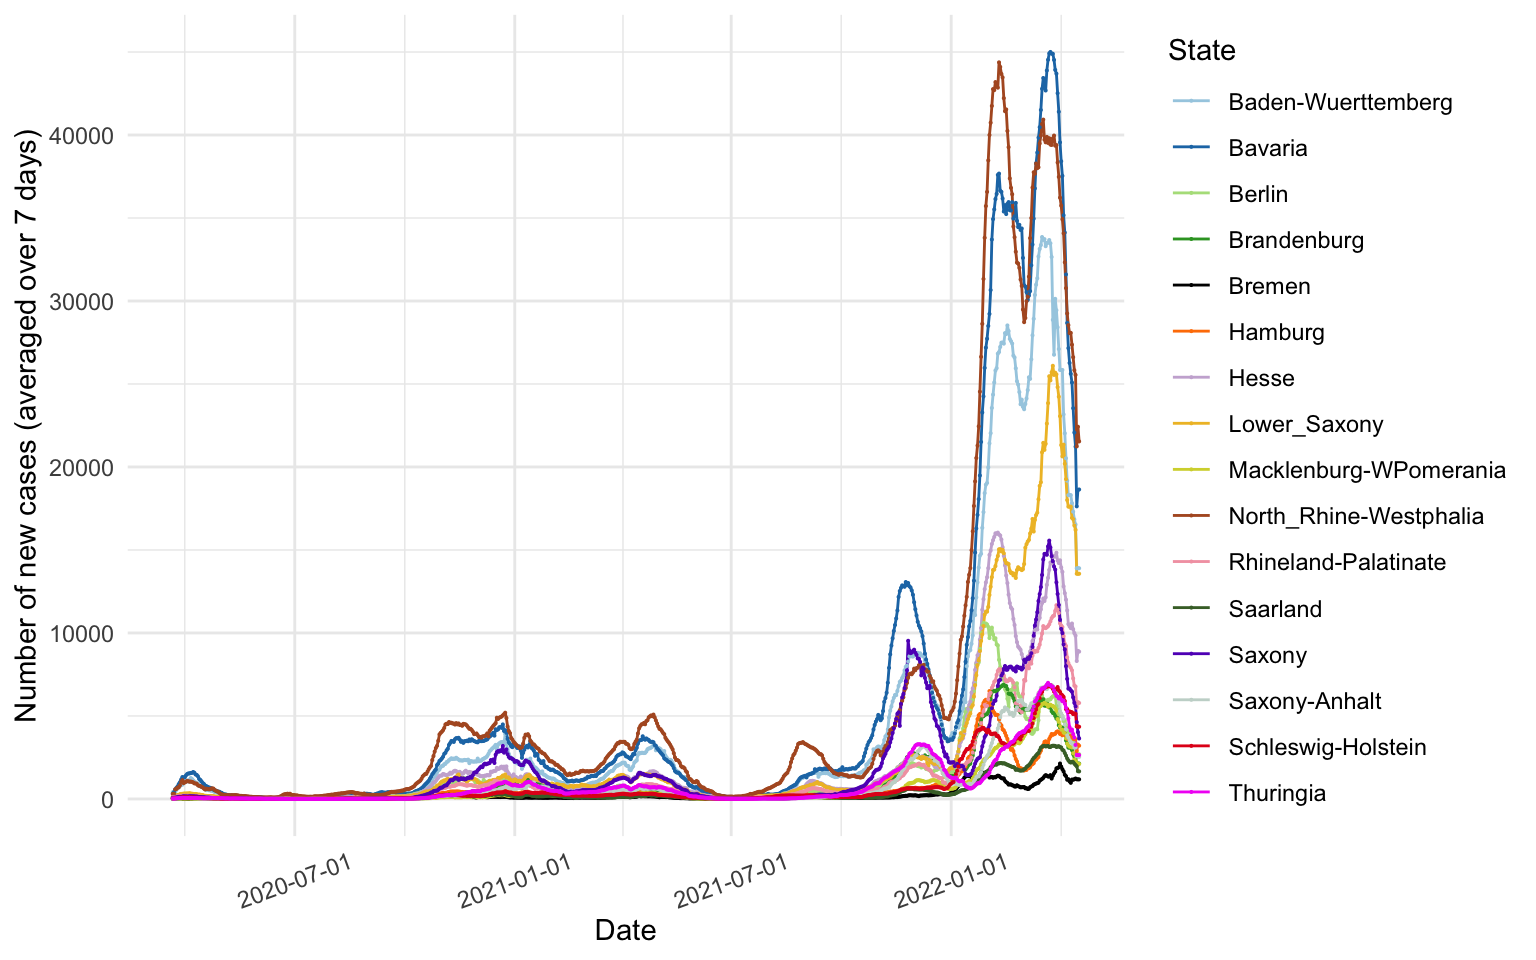 Number of new cases (averaged over 7 days)
40000
30000
20000
10000
0
2020-07-01
2021-01-01
2021-07-01
2022-01-01
Date
State
Baden-Wuerttemberg
Bavaria
Berlin
Brandenburg
Bremen
Hamburg
Hesse
Lower_Saxony
Macklenburg-WPomerania
North_Rhine-Westphalia
Rhineland-Palatinate
Saarland
Saxony
Saxony-Anhalt
Schleswig-Holstein
Thuringia